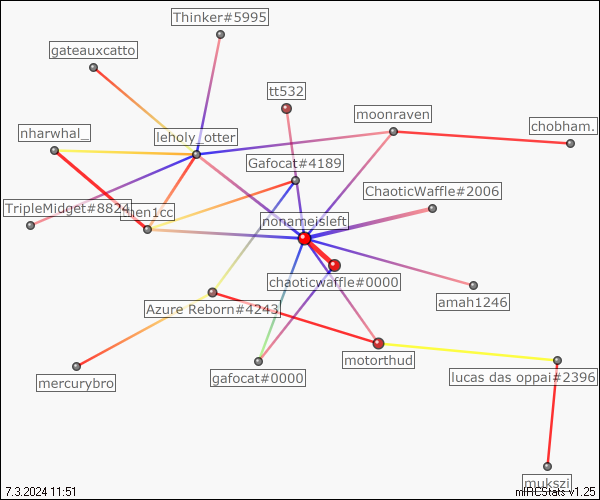 Thinker#5995
gateauxcatto
tt532
moonraven
chobham.
nharwhal_
leholy_otter
Gafocat#4189
ChaoticWaffle#2006
TripleMidget#8824
nonameisleft
chaoticwaffle#0000
amah1246
Azure Reborn#4243
motorthud
mercurybro
gafocat#0000
lucas das oppai#2396
mukszi
7.3.2024 11:51
mIRCStats v1.25